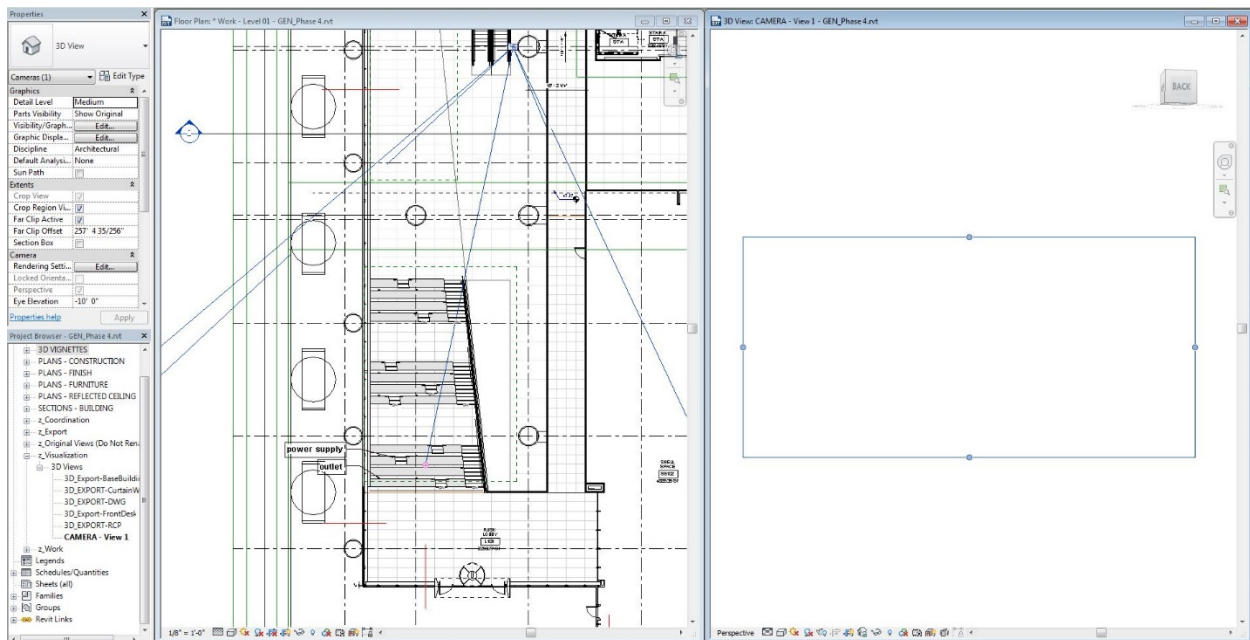 Properties
3D View
Cameras (1)
Edit Type
Graphics
Detail Level Medium
Parts Visibility Show Original
Visibility/Graph... Edit...
Graphic Displa... Edit...
Discipline Architectural
Default Analysi... None
Sun Path
Extents
Crop View
Crop Region Vi...
Far Clip Active
Far Clip Offset 257' 4 35/256"
Section Box
Camera
Rendering Setti... Edit...
Locked Orienta...
Perspective
Eye Elevation -10' 0"
Properties help Apply
Project Browser - GEN_Phase 4.rvt
3D VIGNETTES
PLANS - CONSTRUCTION
PLANS - FINISH
PLANS - FURNITURE
PLANS - REFLECTED CEILING
SECTIONS - BUILDING
z_Coordination
z_Export
z_Original Views (Do Not Ren
z_Visualization
3D Views
3D_Export-BaseBuildi
3D_EXPORT-CurtainW
3D_EXPORT-DWG
3D_Export-FrontDesk
3D_EXPORT-RCP
CAMERA - View 1
z_Work
Legends
Schedules/Quantities
Sheets (all)
Families
Groups
Revit Links
Floor Plan: * Work - Level 01 - GEN_Phase 4.rvt
power supply
outlet
LOBBY
SPACE
1/8" = 1'-0"
3D View: CAMERA - View 1 - GEN_Phase 4.rvt
BACK
Perspective